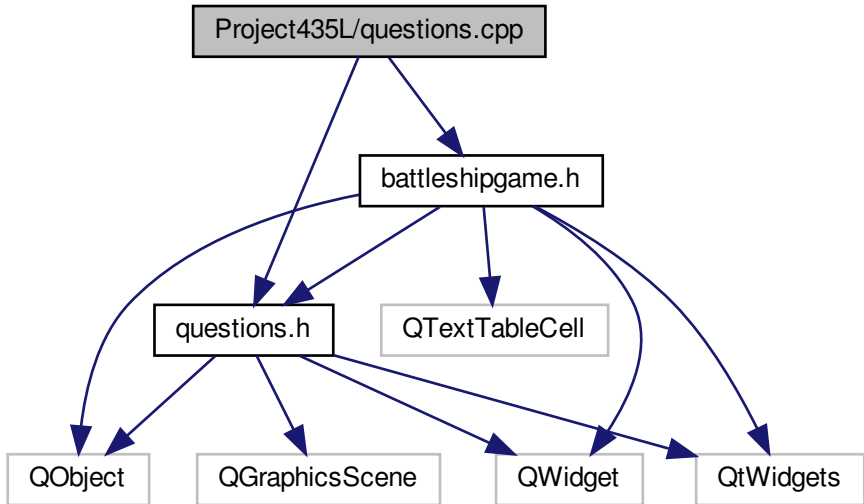 Project435L/questions.cpp
battleshipgame.h
questions.h
QTextTableCell
QObject
QGraphicsScene
QWidget
QtWidgets